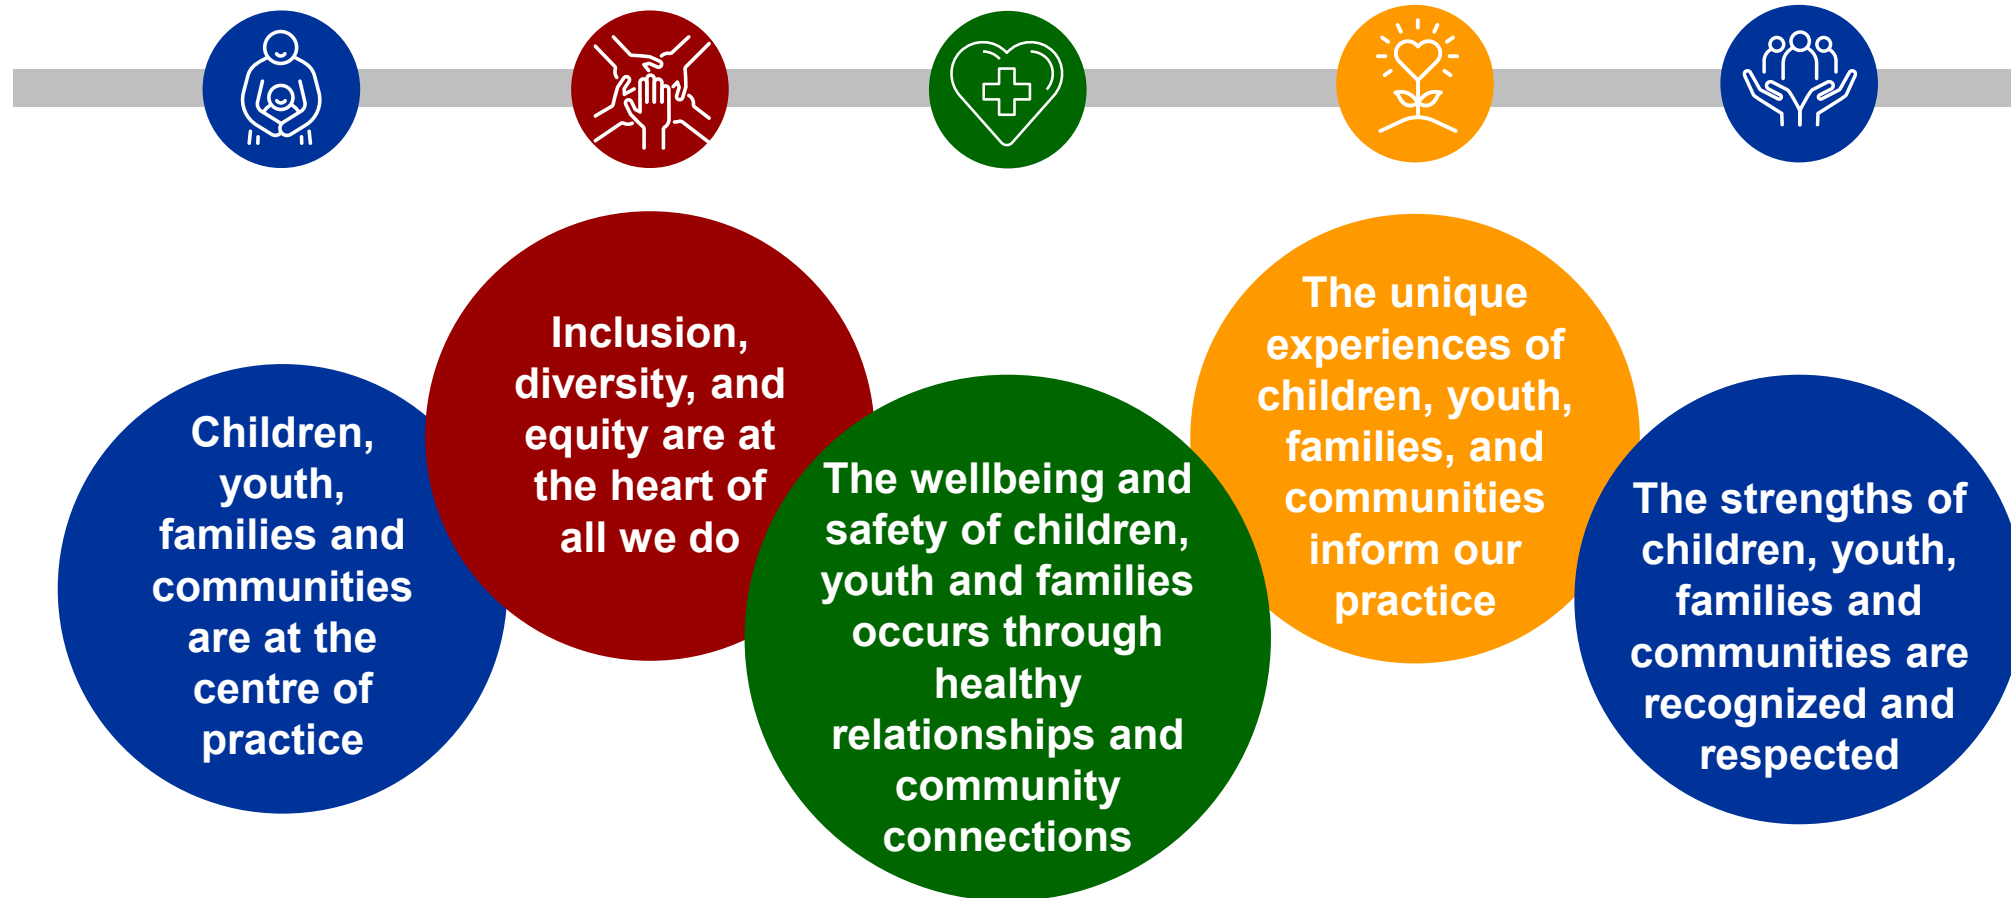 Children,
youth,
families and
communities
are at the
centre of
practice
Inclusion,
diversity, and
equity are at
the heart of
all we do
The wellbeing and
safety of children,
youth and families
occurs through
healthy
relationships and
community
connections
The unique
experiences of
children, youth,
families, and
communities
inform our
practice
The strengths of
children, youth,
families and
communities are
recognized and
respected